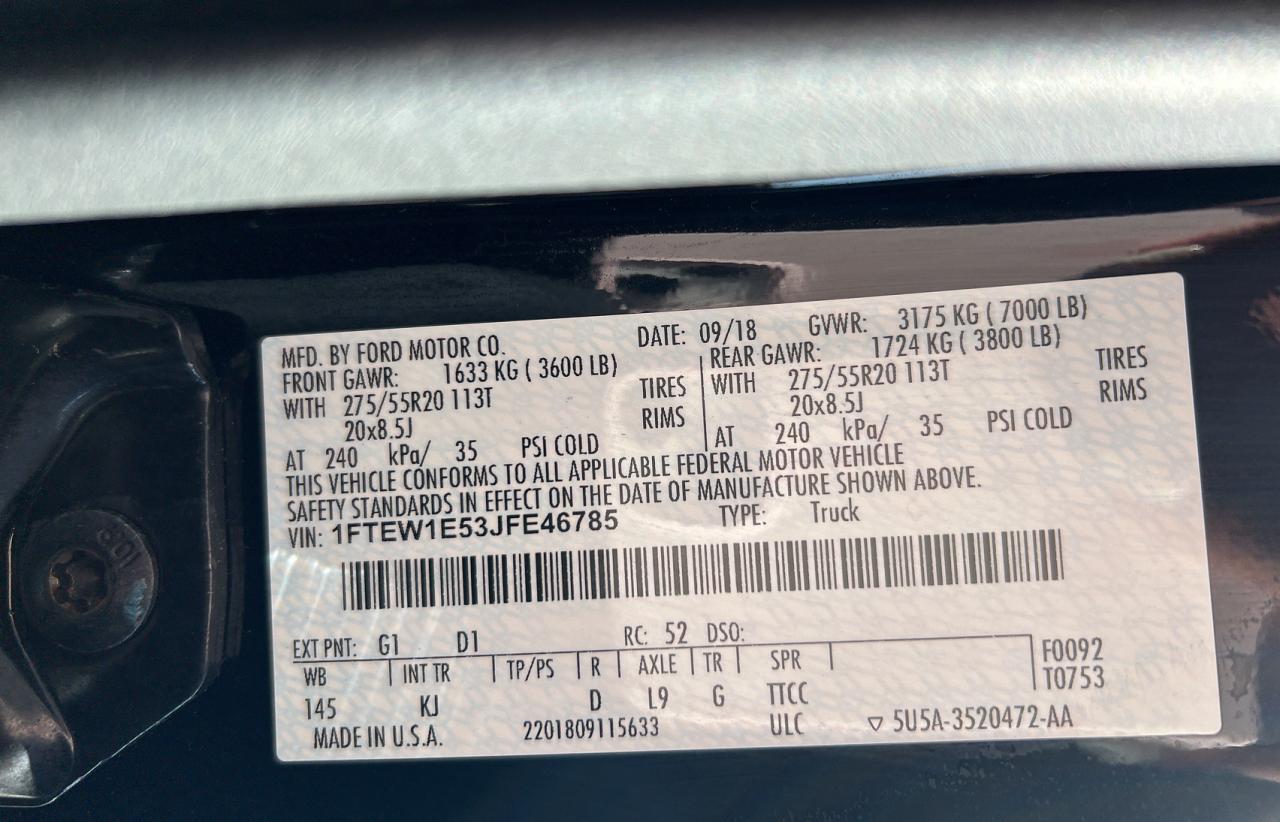 MFD. BY FORD MOTOR CO. DATE: 09/18 GVWR: 3175 KG ( 7000 LB)
FRONT GAWR: 1633 KG ( 3600 LB) REAR GAWR: 1724 KG ( 3800 LB)
WITH 275/55R20 113T TIRES WITH 275/55R20 113T TIRES
20x8.5J RIMS 20x8.5J RIMS
AT 240 kPa/ 35 PSI COLD AT 240 kPa/ 35 PSI COLD
THIS VEHICLE CONFORMS TO ALL APPLICABLE FEDERAL MOTOR VEHICLE
SAFETY STANDARDS IN EFFECT ON THE DATE OF MANUFACTURE SHOWN ABOVE.
VIN: 1FTEW1E53JFE46785 TYPE: Truck
EXT PNT: G1 D1 RC: 52 DSO:
WB INT TR TP/PS R AXLE TR SPR F0092
T0753
145 KJ D L9 G TTCC
MADE IN U.S.A. 2201809115633 ULC ▽ 5U5A-3520472-AA